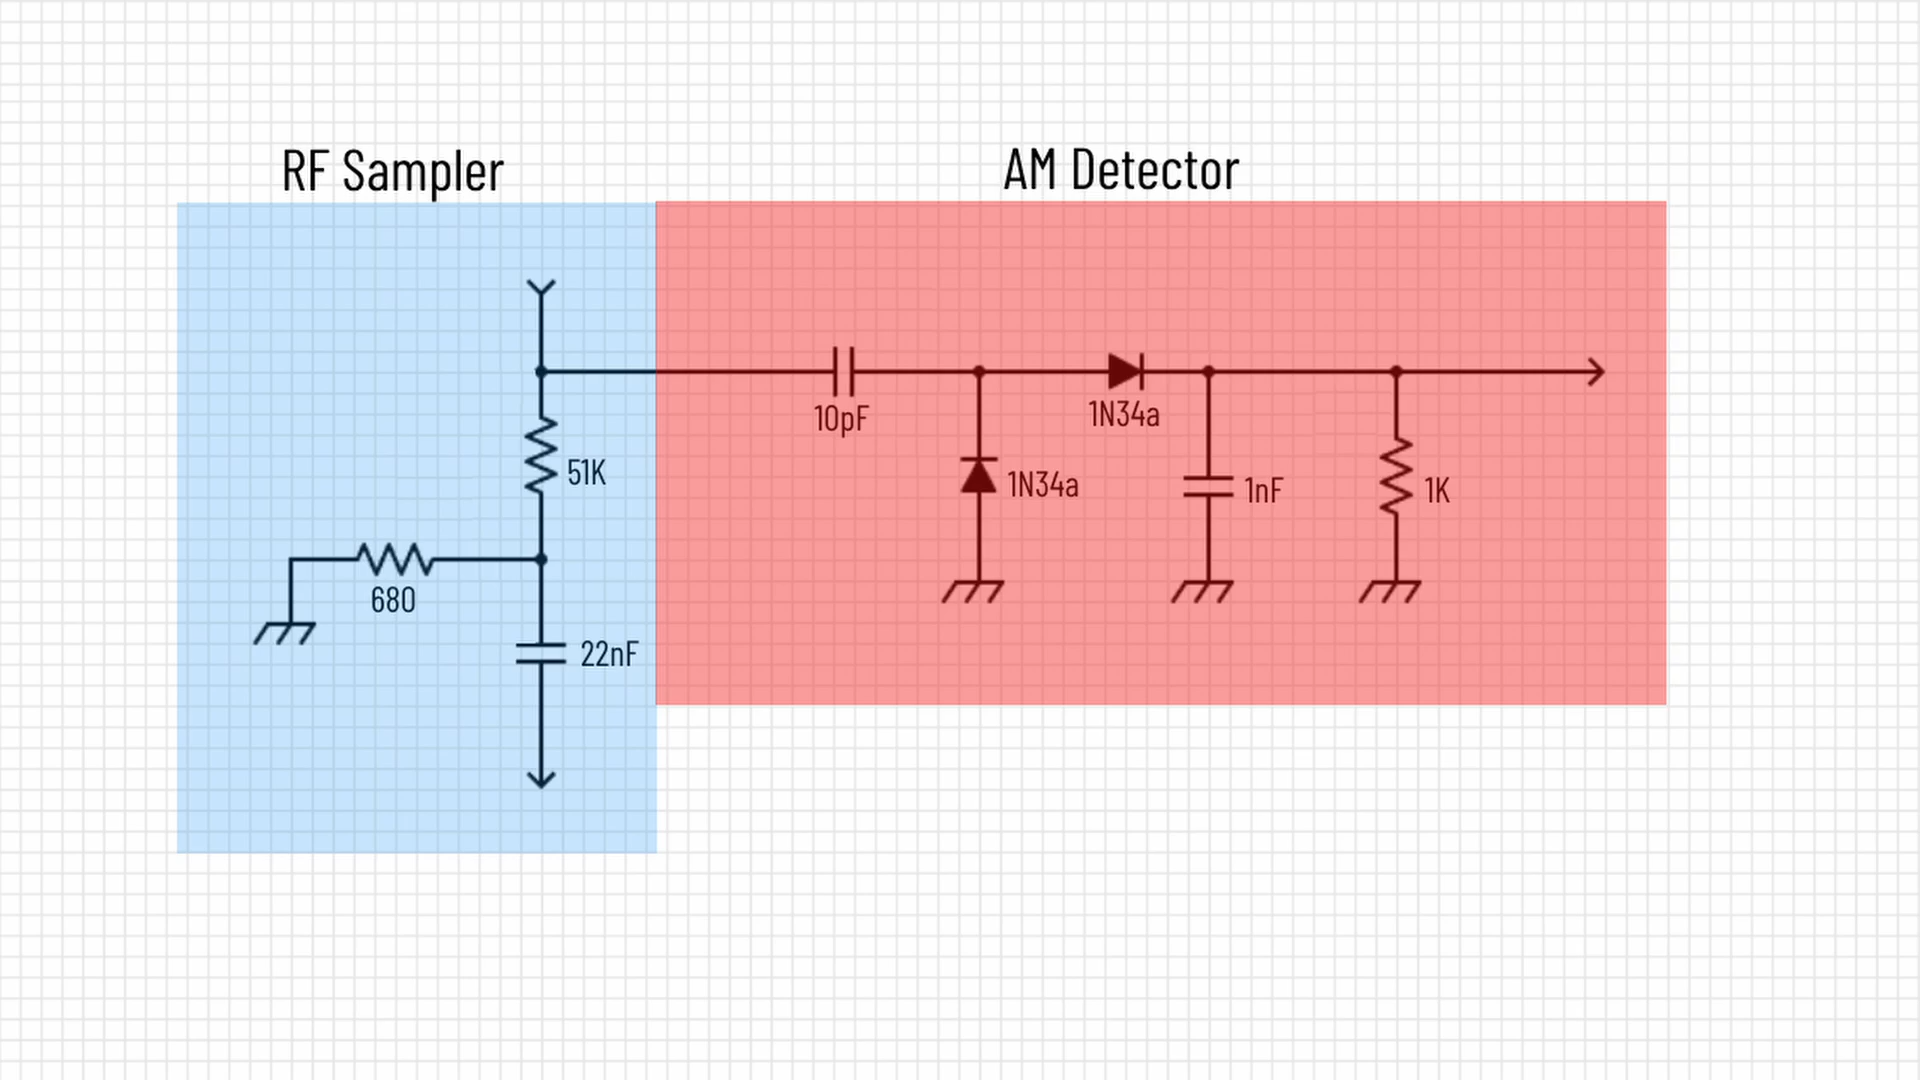 RF Sampler
AM Detector
10pF
1N34a
51K
1N34a
1nF
1K
680
22nF